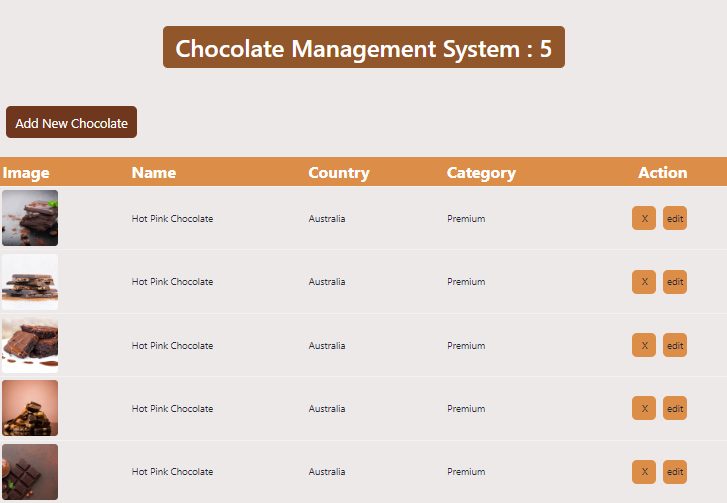 Chocolate Management System : 5
Add New Chocolate
Image Name Country Category Action
Hot Pink Chocolate Australia Premium X edit
Hot Pink Chocolate Australia Premium X edit
Hot Pink Chocolate Australia Premium X edit
Hot Pink Chocolate Australia Premium X edit
Hot Pink Chocolate Australia Premium X edit